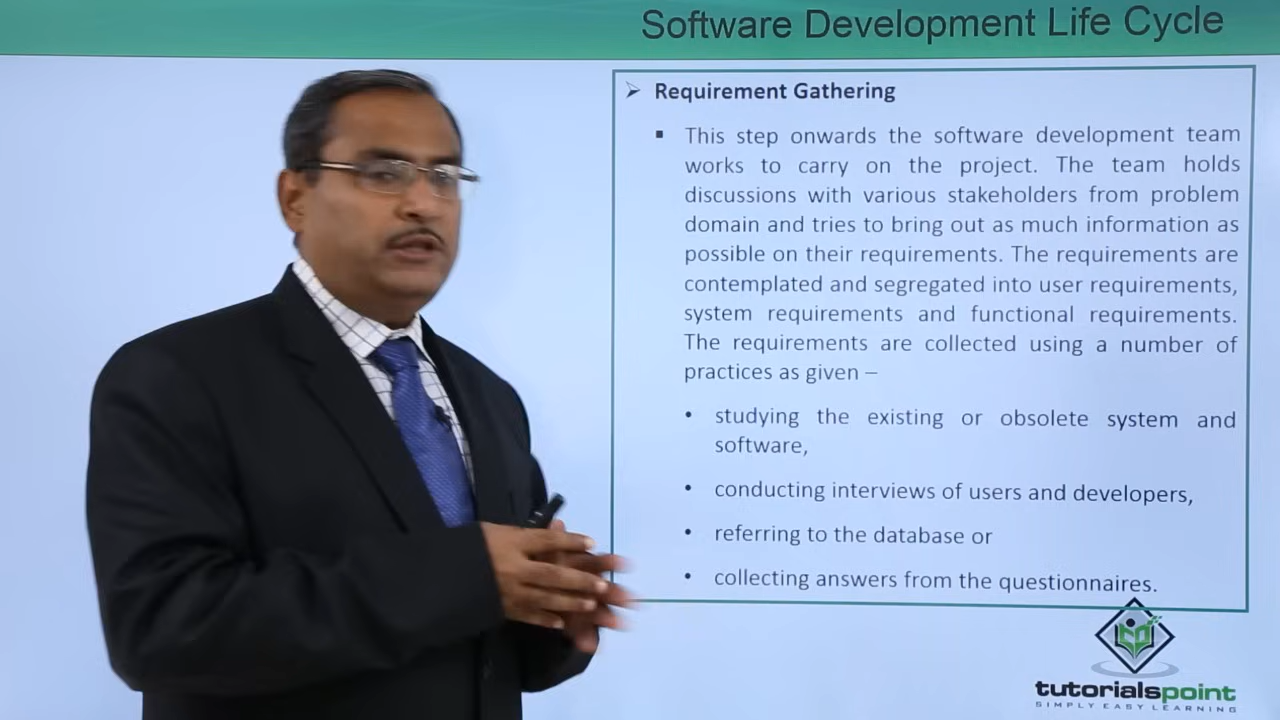 Software Development Life Cycle
➢ Requirement Gathering
▪ This step onwards the software development team
works to carry on the project. The team holds
discussions with various stakeholders from problem
domain and tries to bring out as much information as
possible on their requirements. The requirements are
contemplated and segregated into user requirements,
system requirements and functional requirements.
The requirements are collected using a number of
practices as given –
• studying the existing or obsolete system and
software,
• conducting interviews of users and developers,
• referring to the database or
• collecting answers from the questionnaires.
tutorialspoint
SIMPLY EASY LEARNING